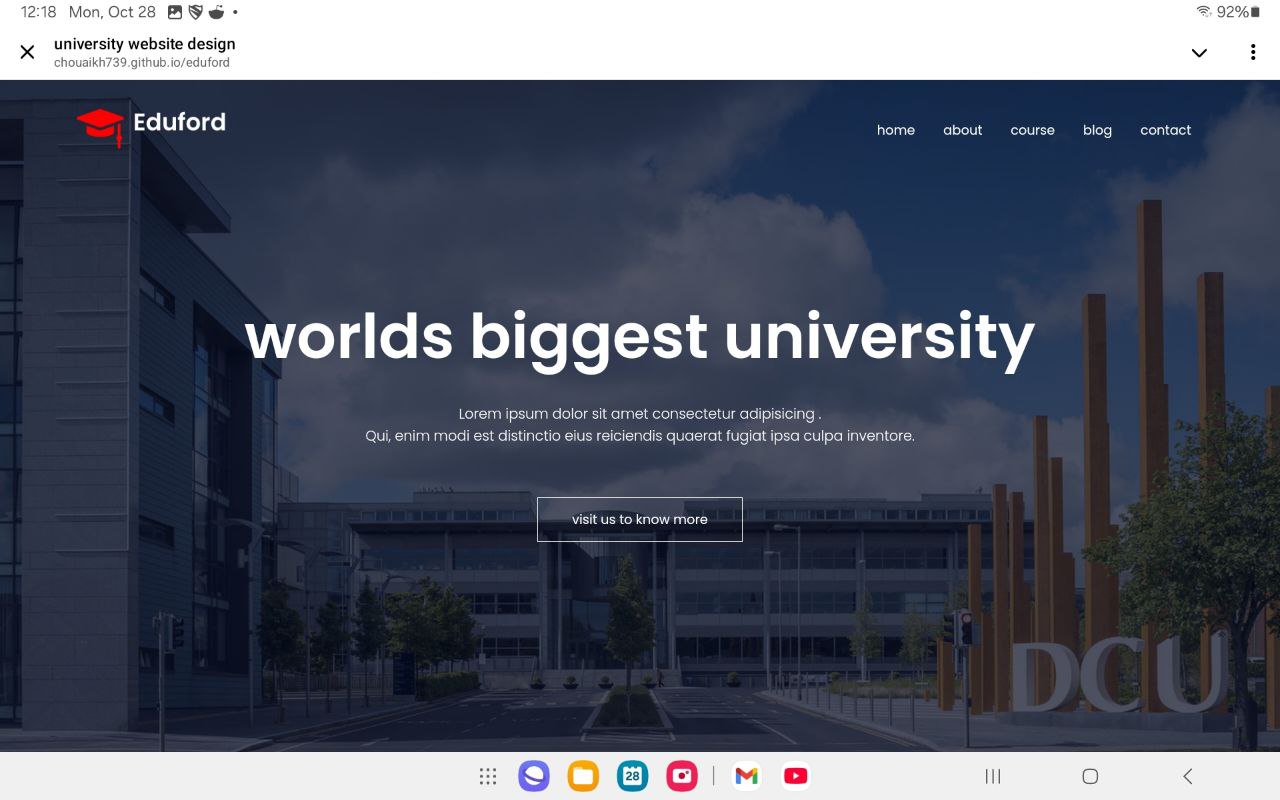 12:18 Mon, Oct 28
92%
university website design
chouaikh739.github.io/eduford
Eduford
home about course blog contact
worlds biggest university
Lorem ipsum dolor sit amet consectetur adipisicing .
Qui, enim modi est distinctio eius reiciendis quaerat fugiat ipsa culpa inventore.
visit us to know more
DCU
28